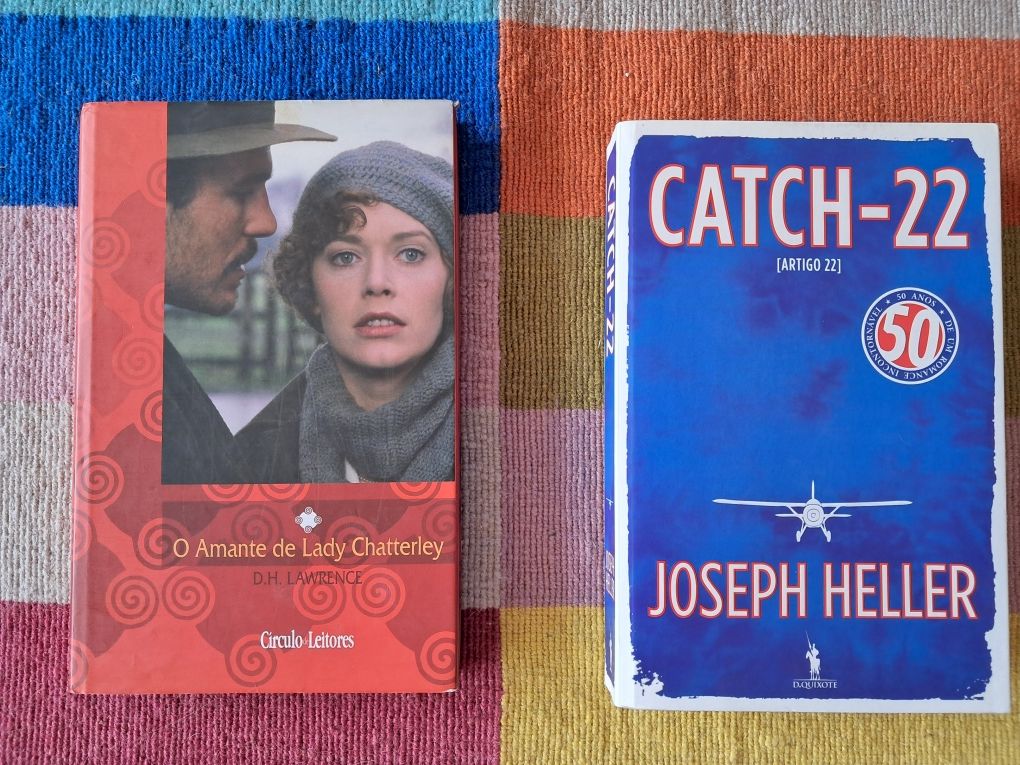 O Amante de Lady Chatterley
D.H. LAWRENCE
Círculo de Leitores
CATCH-22
CATCH-22
[ARTIGO 22]
50 ANOS ★ DE UM ROMANCE INCONTORNÁVEL ★
50
JOSEPH HELLER
D.QUIXOTE